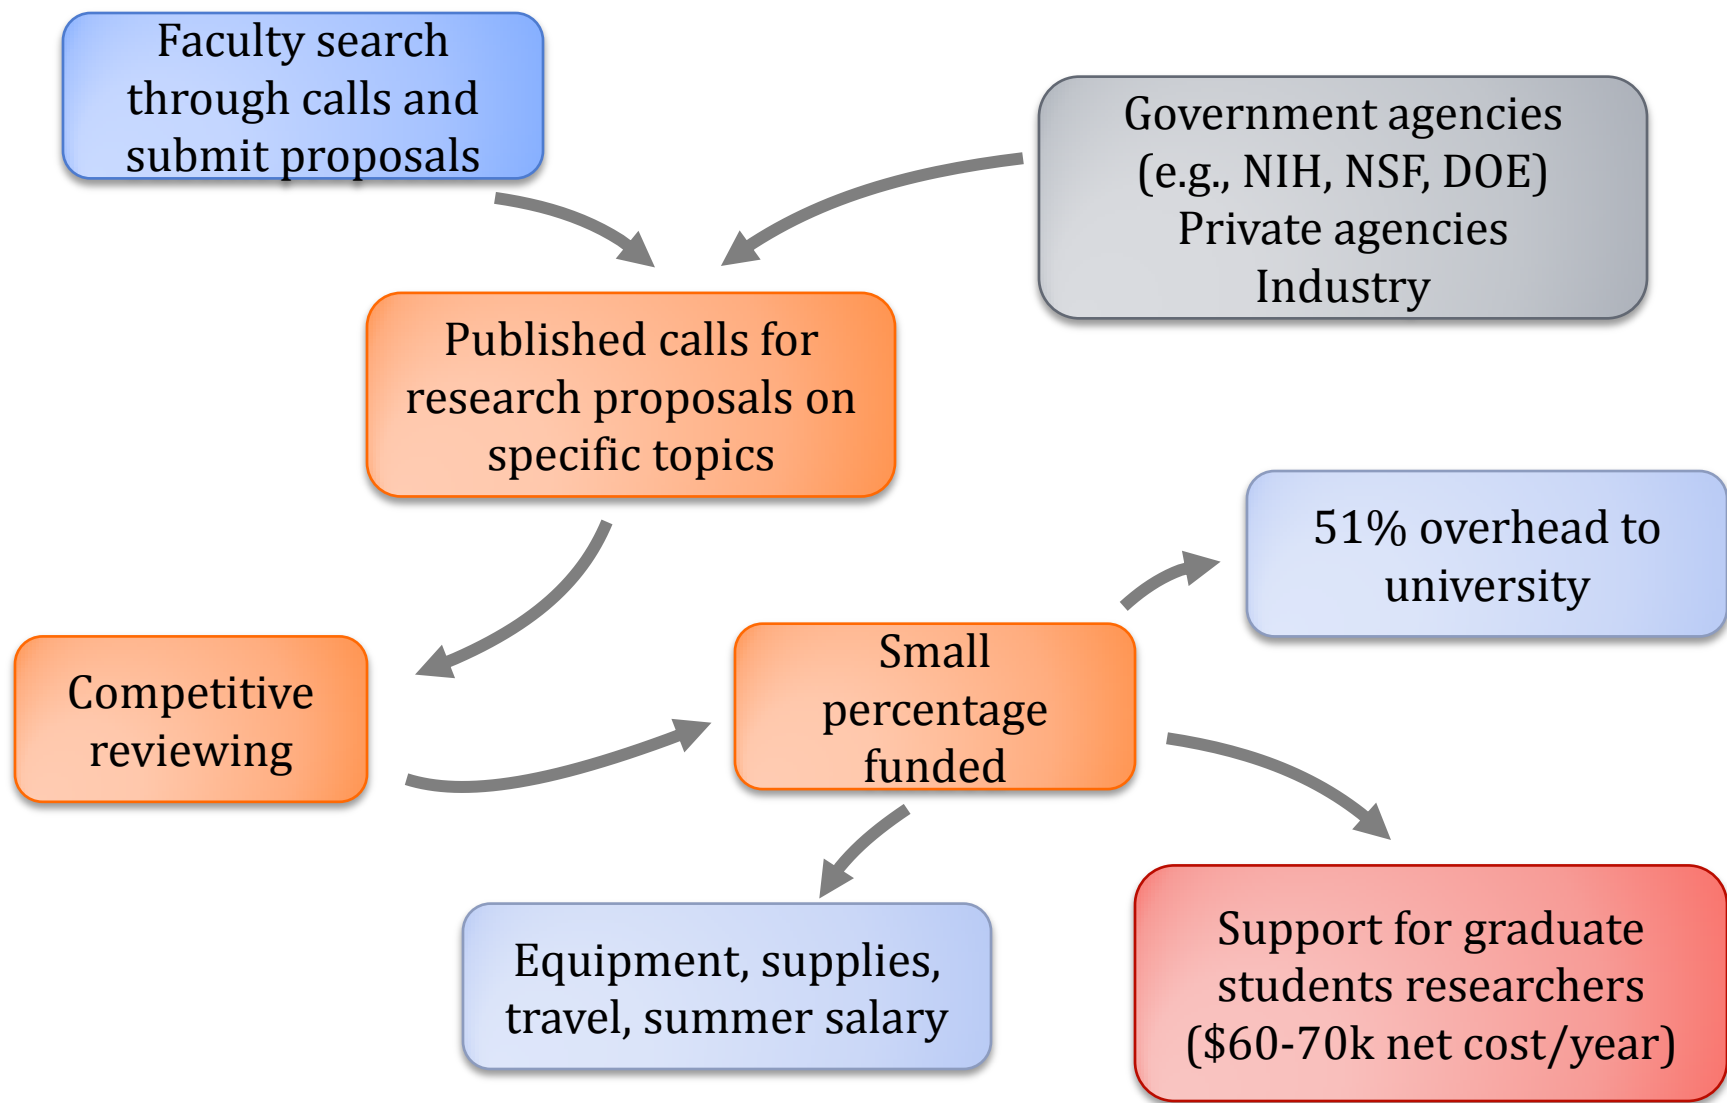 Faculty search
through calls and
submit proposals
Government agencies
(e.g., NIH, NSF, DOE)
Private agencies
Industry
Published calls for
research proposals on
specific topics
51% overhead to
university
Competitive
reviewing
Small
percentage
funded
Equipment, supplies,
travel, summer salary
Support for graduate
students researchers
($60-70k net cost/year)